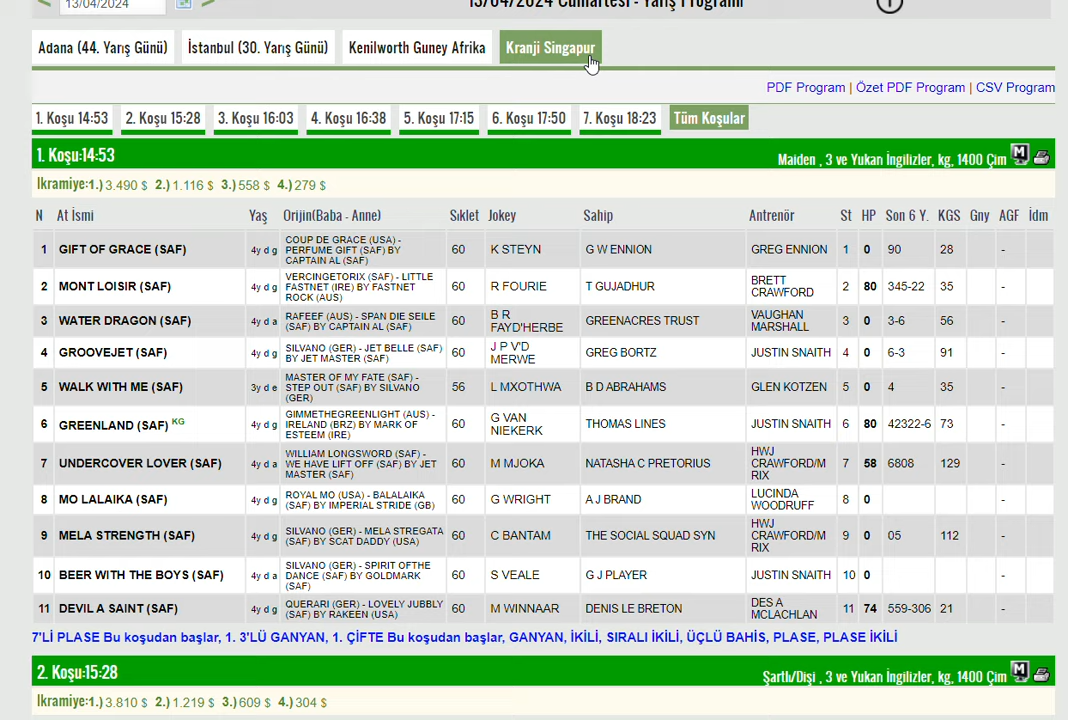 13/04/2024
13/04/2024 Cumartesi - Yarış Programı
Adana (44. Yarış Günü) İstanbul (30. Yarış Günü) Kenilworth Guney Afrika Kranji Singapur
PDF Program | Özet PDF Program | CSV Program
1. Koşu 14:53 2. Koşu 15:28 3. Koşu 16:03 4. Koşu 16:38 5. Koşu 17:15 6. Koşu 17:50 7. Koşu 18:23 Tüm Koşular
1. Koşu:14:53
Maiden , 3 ve Yukarı İngilizler, kg, 1400 Çim M
İkramiye:1.) 3.490 $ 2.) 1.116 $ 3.) 558 $ 4.) 279 $
N At İsmi Yaş Orijin(Baba - Anne) Sıklet Jokey Sahip Antrenör St HP Son 6 Y. KGS Gny AGF İdm
1 GIFT OF GRACE (SAF) 4y d g COUP DE GRACE (USA) - PERFUME GIFT (SAF) BY CAPTAIN AL (SAF) 60 K STEYN G W ENNION GREG ENNION 1 0 90 28 -
2 MONT LOISIR (SAF) 4y d g VERCINGETORIX (SAF) - LITTLE FASTNET (IRE) BY FASTNET ROCK (AUS) 60 R FOURIE T GUJADHUR BRETT CRAWFORD 2 80 345-22 35 -
3 WATER DRAGON (SAF) 4y d a RAFEEF (AUS) - SPAN DIE SEILE (SAF) BY CAPTAIN AL (SAF) 60 B R FAYD'HERBE GREENACRES TRUST VAUGHAN MARSHALL 3 0 3-6 56 -
4 GROOVEJET (SAF) 4y d g SILVANO (GER) - JET BELLE (SAF) BY JET MASTER (SAF) 60 J P V'D MERWE GREG BORTZ JUSTIN SNAITH 4 0 6-3 91 -
5 WALK WITH ME (SAF) 3y d e MASTER OF MY FATE (SAF) - STEP OUT (SAF) BY SILVANO (GER) 56 L MXOTHWA B D ABRAHAMS GLEN KOTZEN 5 0 4 35 -
6 GREENLAND (SAF) KG 4y d g GIMMETHEGREENLIGHT (AUS) - IRELAND (BRZ) BY MARK OF ESTEEM (IRE) 60 G VAN NIEKERK THOMAS LINES JUSTIN SNAITH 6 80 42322-6 73 -
7 UNDERCOVER LOVER (SAF) 4y d a WILLIAM LONGSWORD (SAF) - WE HAVE LIFT OFF (SAF) BY JET MASTER (SAF) 60 M MJOKA NATASHA C PRETORIUS HWJ CRAWFORD/M RIX 7 58 6808 129 -
8 MO LALAIKA (SAF) 4y d g ROYAL MO (USA) - BALALAIKA (SAF) BY IMPERIAL STRIDE (GB) 60 G WRIGHT A J BRAND LUCINDA WOODRUFF 8 0 -
9 MELA STRENGTH (SAF) 4y d g SILVANO (GER) - MELA STREGATA (SAF) BY SCAT DADDY (USA) 60 C BANTAM THE SOCIAL SQUAD SYN HWJ CRAWFORD/M RIX 9 0 05 112 -
10 BEER WITH THE BOYS (SAF) 4y d a SILVANO (GER) - SPIRIT OFTHE DANCE (SAF) BY GOLDMARK (SAF) 60 S VEALE G J PLAYER JUSTIN SNAITH 10 0 -
11 DEVIL A SAINT (SAF) 4y d g QUERARI (GER) - LOVELY JUBBLY (SAF) BY RAKEEN (USA) 60 M WINNAAR DENIS LE BRETON DES A MCLACHLAN 11 74 559-306 21 -
7'Lİ PLASE Bu koşudan başlar, 1. 3'LÜ GANYAN, 1. ÇİFTE Bu koşudan başlar, GANYAN, İKİLİ, SIRALI İKİLİ, ÜÇLÜ BAHİS, PLASE, PLASE İKİLİ
2. Koşu:15:28
Şartlı/Dişi , 3 ve Yukarı İngilizler, kg, 1400 Çim M
İkramiye:1.) 3.810 $ 2.) 1.219 $ 3.) 609 $ 4.) 304 $